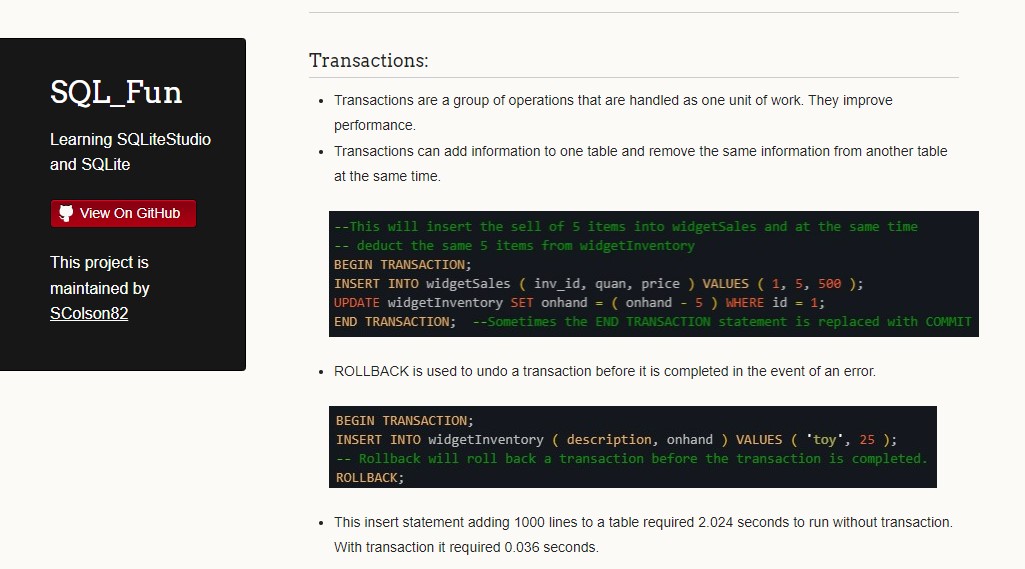 SQL_Fun
Learning SQLiteStudio
and SQLite
View On GitHub
This project is
maintained by
SColson82
Transactions:
Transactions are a group of operations that are handled as one unit of work. They improve
performance.
Transactions can add information to one table and remove the same information from another table
at the same time.
--This will insert the sell of 5 items into widgetSales and at the same time
-- deduct the same 5 items from widgetInventory
BEGIN TRANSACTION;
INSERT INTO widgetSales ( inv_id, quan, price ) VALUES ( 1, 5, 500 );
UPDATE widgetInventory SET onhand = ( onhand - 5 ) WHERE id = 1;
END TRANSACTION;  --Sometimes the END TRANSACTION statement is replaced with COMMIT
ROLLBACK is used to undo a transaction before it is completed in the event of an error.
BEGIN TRANSACTION;
INSERT INTO widgetInventory ( description, onhand ) VALUES ( 'toy', 25 );
-- Rollback will roll back a transaction before the transaction is completed.
ROLLBACK;
This insert statement adding 1000 lines to a table required 2.024 seconds to run without transaction.
With transaction it required 0.036 seconds.